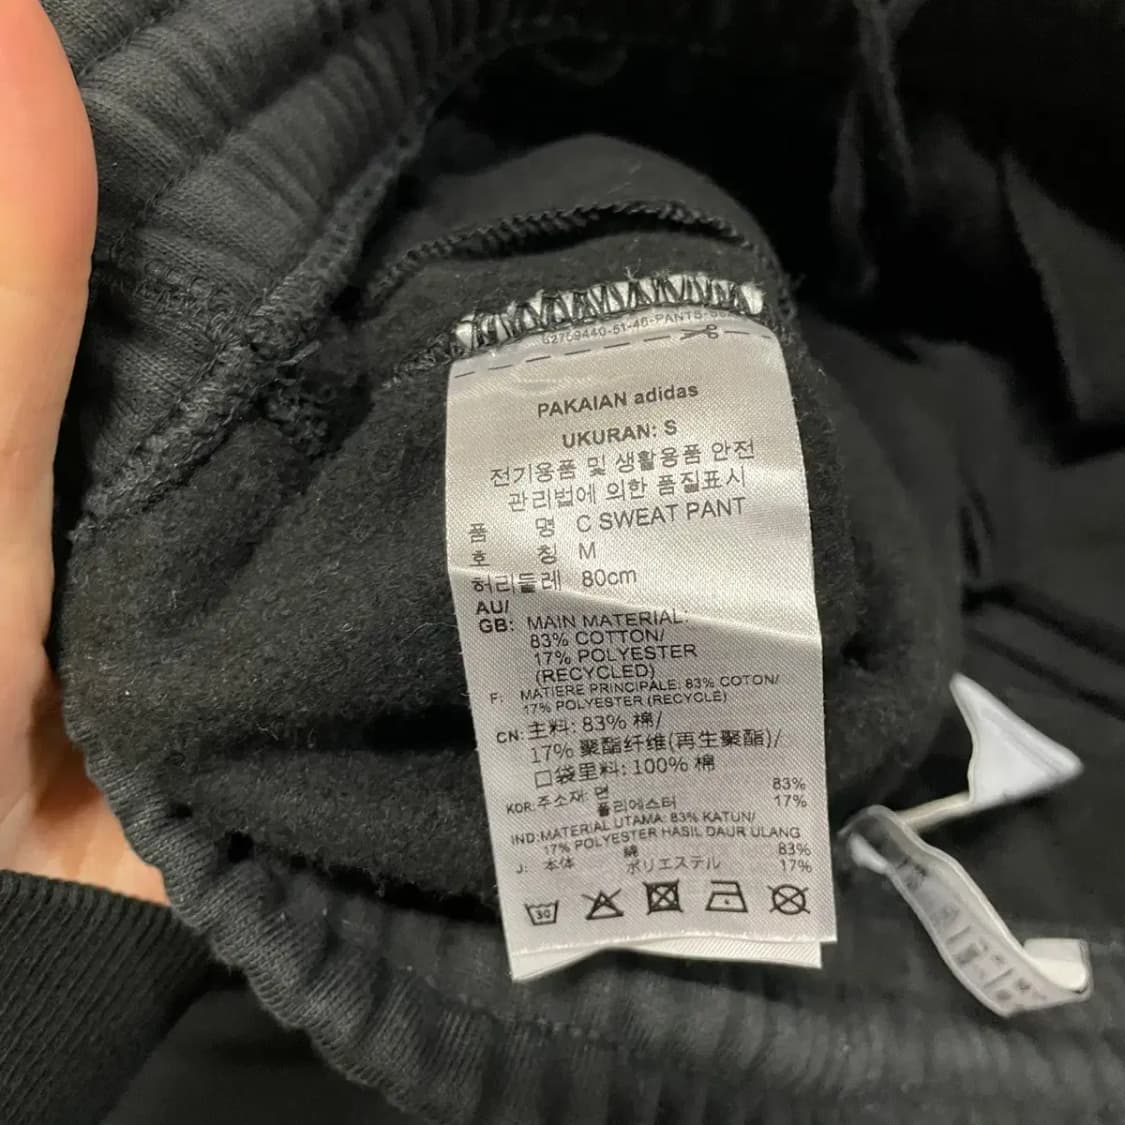 PAKAIAN adidas
UKURAN: S
전기용품 및 생활용품 안전
관리법에 의한 품질표시
품 명 C SWEAT PANT
호 칭 M
허리둘레 80cm
AU/
GB: MAIN MATERIAL:
83% COTTON/
17% POLYESTER
(RECYCLED)
F: MATIERE PRINCIPALE: 83% COTON/
17% POLYESTER (RECYCLÉ)
CN: 主料: 83% 棉/
17% 聚酯纤维(再生聚酯)/
口袋里料: 100% 棉
KOR: 주소재: 면 83%
폴리에스터 17%
IND: MATERIAL UTAMA: 83% KATUN/
17% POLYESTER HASIL DAUR ULANG
J: 本体 綿 83%
ポリエステル 17%
30